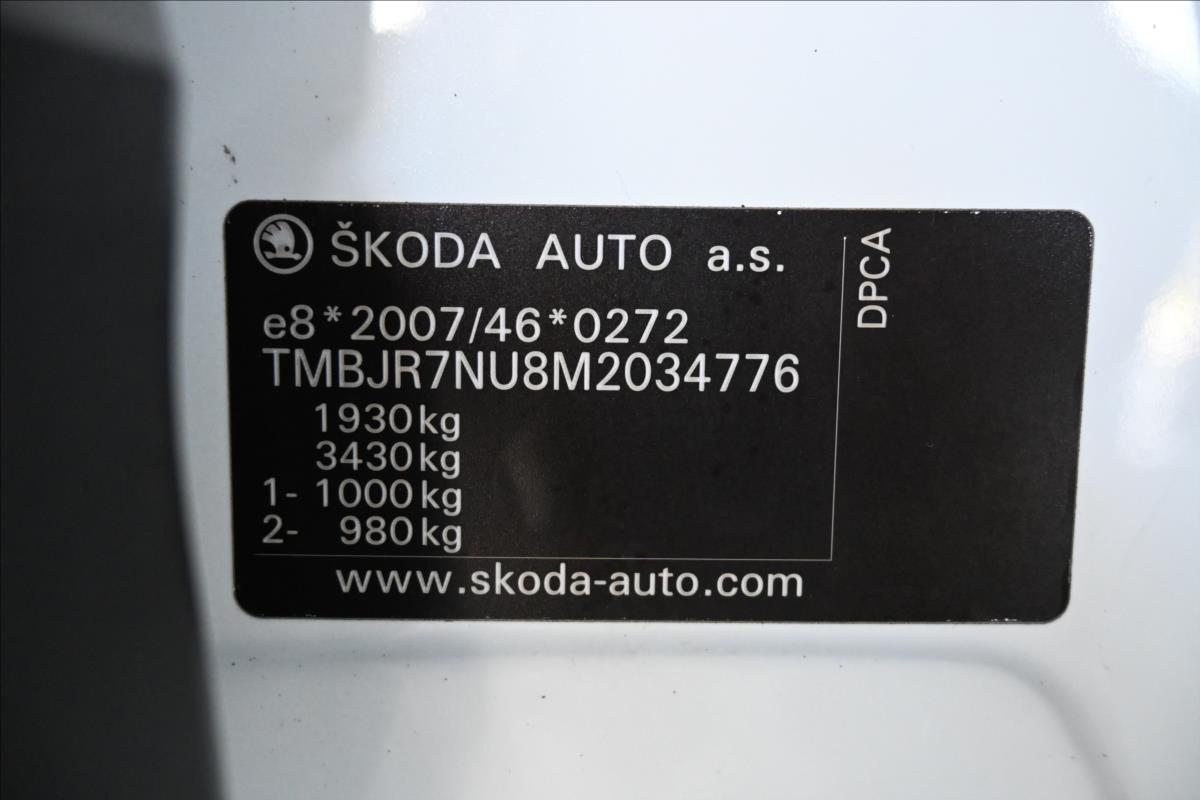 ŠKODA AUTO a.s.
e8*2007/46*0272
TMBJR7NU8M2034776
1930kg
3430kg
1- 1000kg
2- 980kg
www.skoda-auto.com
DPCA